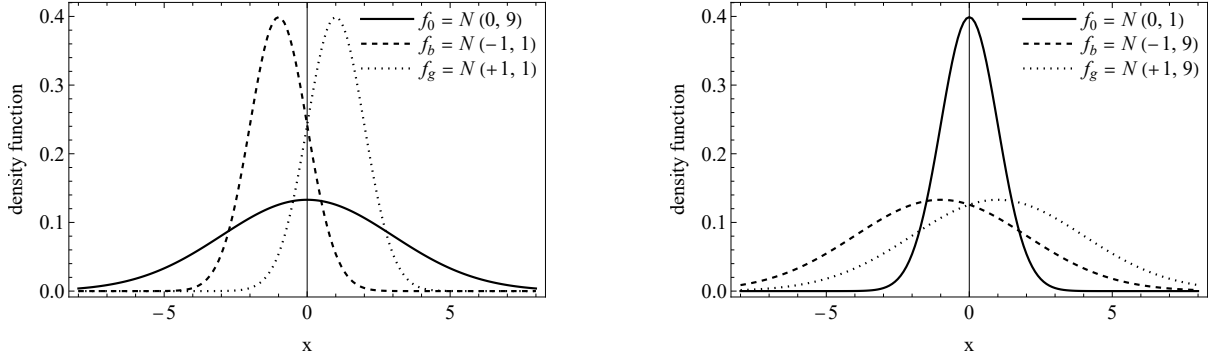 0.4
0.3
0.2
0.1
0.0
density function
−5
0
5
x
f0 = N (0, 9)
fb = N (−1, 1)
fg = N (+1, 1)
0.4
0.3
0.2
0.1
0.0
density function
−5
0
5
x
f0 = N (0, 1)
fb = N (−1, 9)
fg = N (+1, 9)